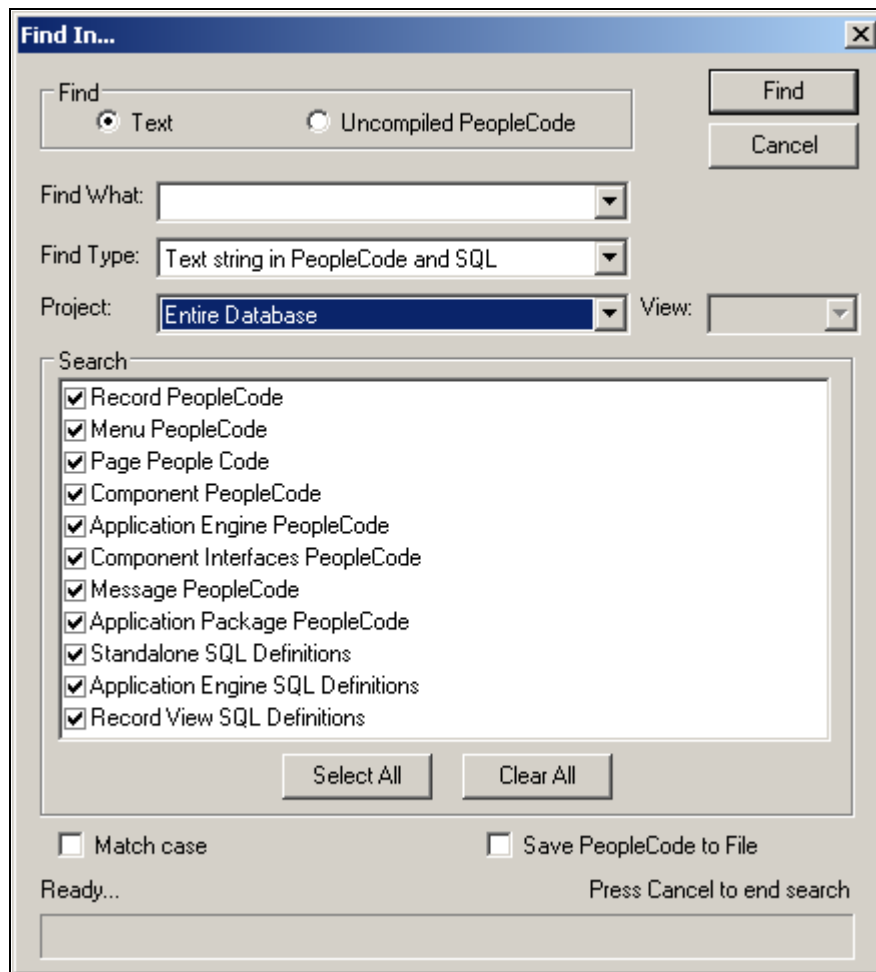 Find In...
Find
Find
Text
Uncompiled PeopleCode
Cancel
Find What:
Find Type:
Text string in PeopleCode and SQL
Project:
Entire Database
View:
Search
Record PeopleCode
Menu PeopleCode
Page People Code
Component PeopleCode
Application Engine PeopleCode
Component Interfaces PeopleCode
Message PeopleCode
Application Package PeopleCode
Standalone SQL Definitions
Application Engine SQL Definitions
Record View SQL Definitions
Select All
Clear All
Match case
Save PeopleCode to File
Ready...
Press Cancel to end search